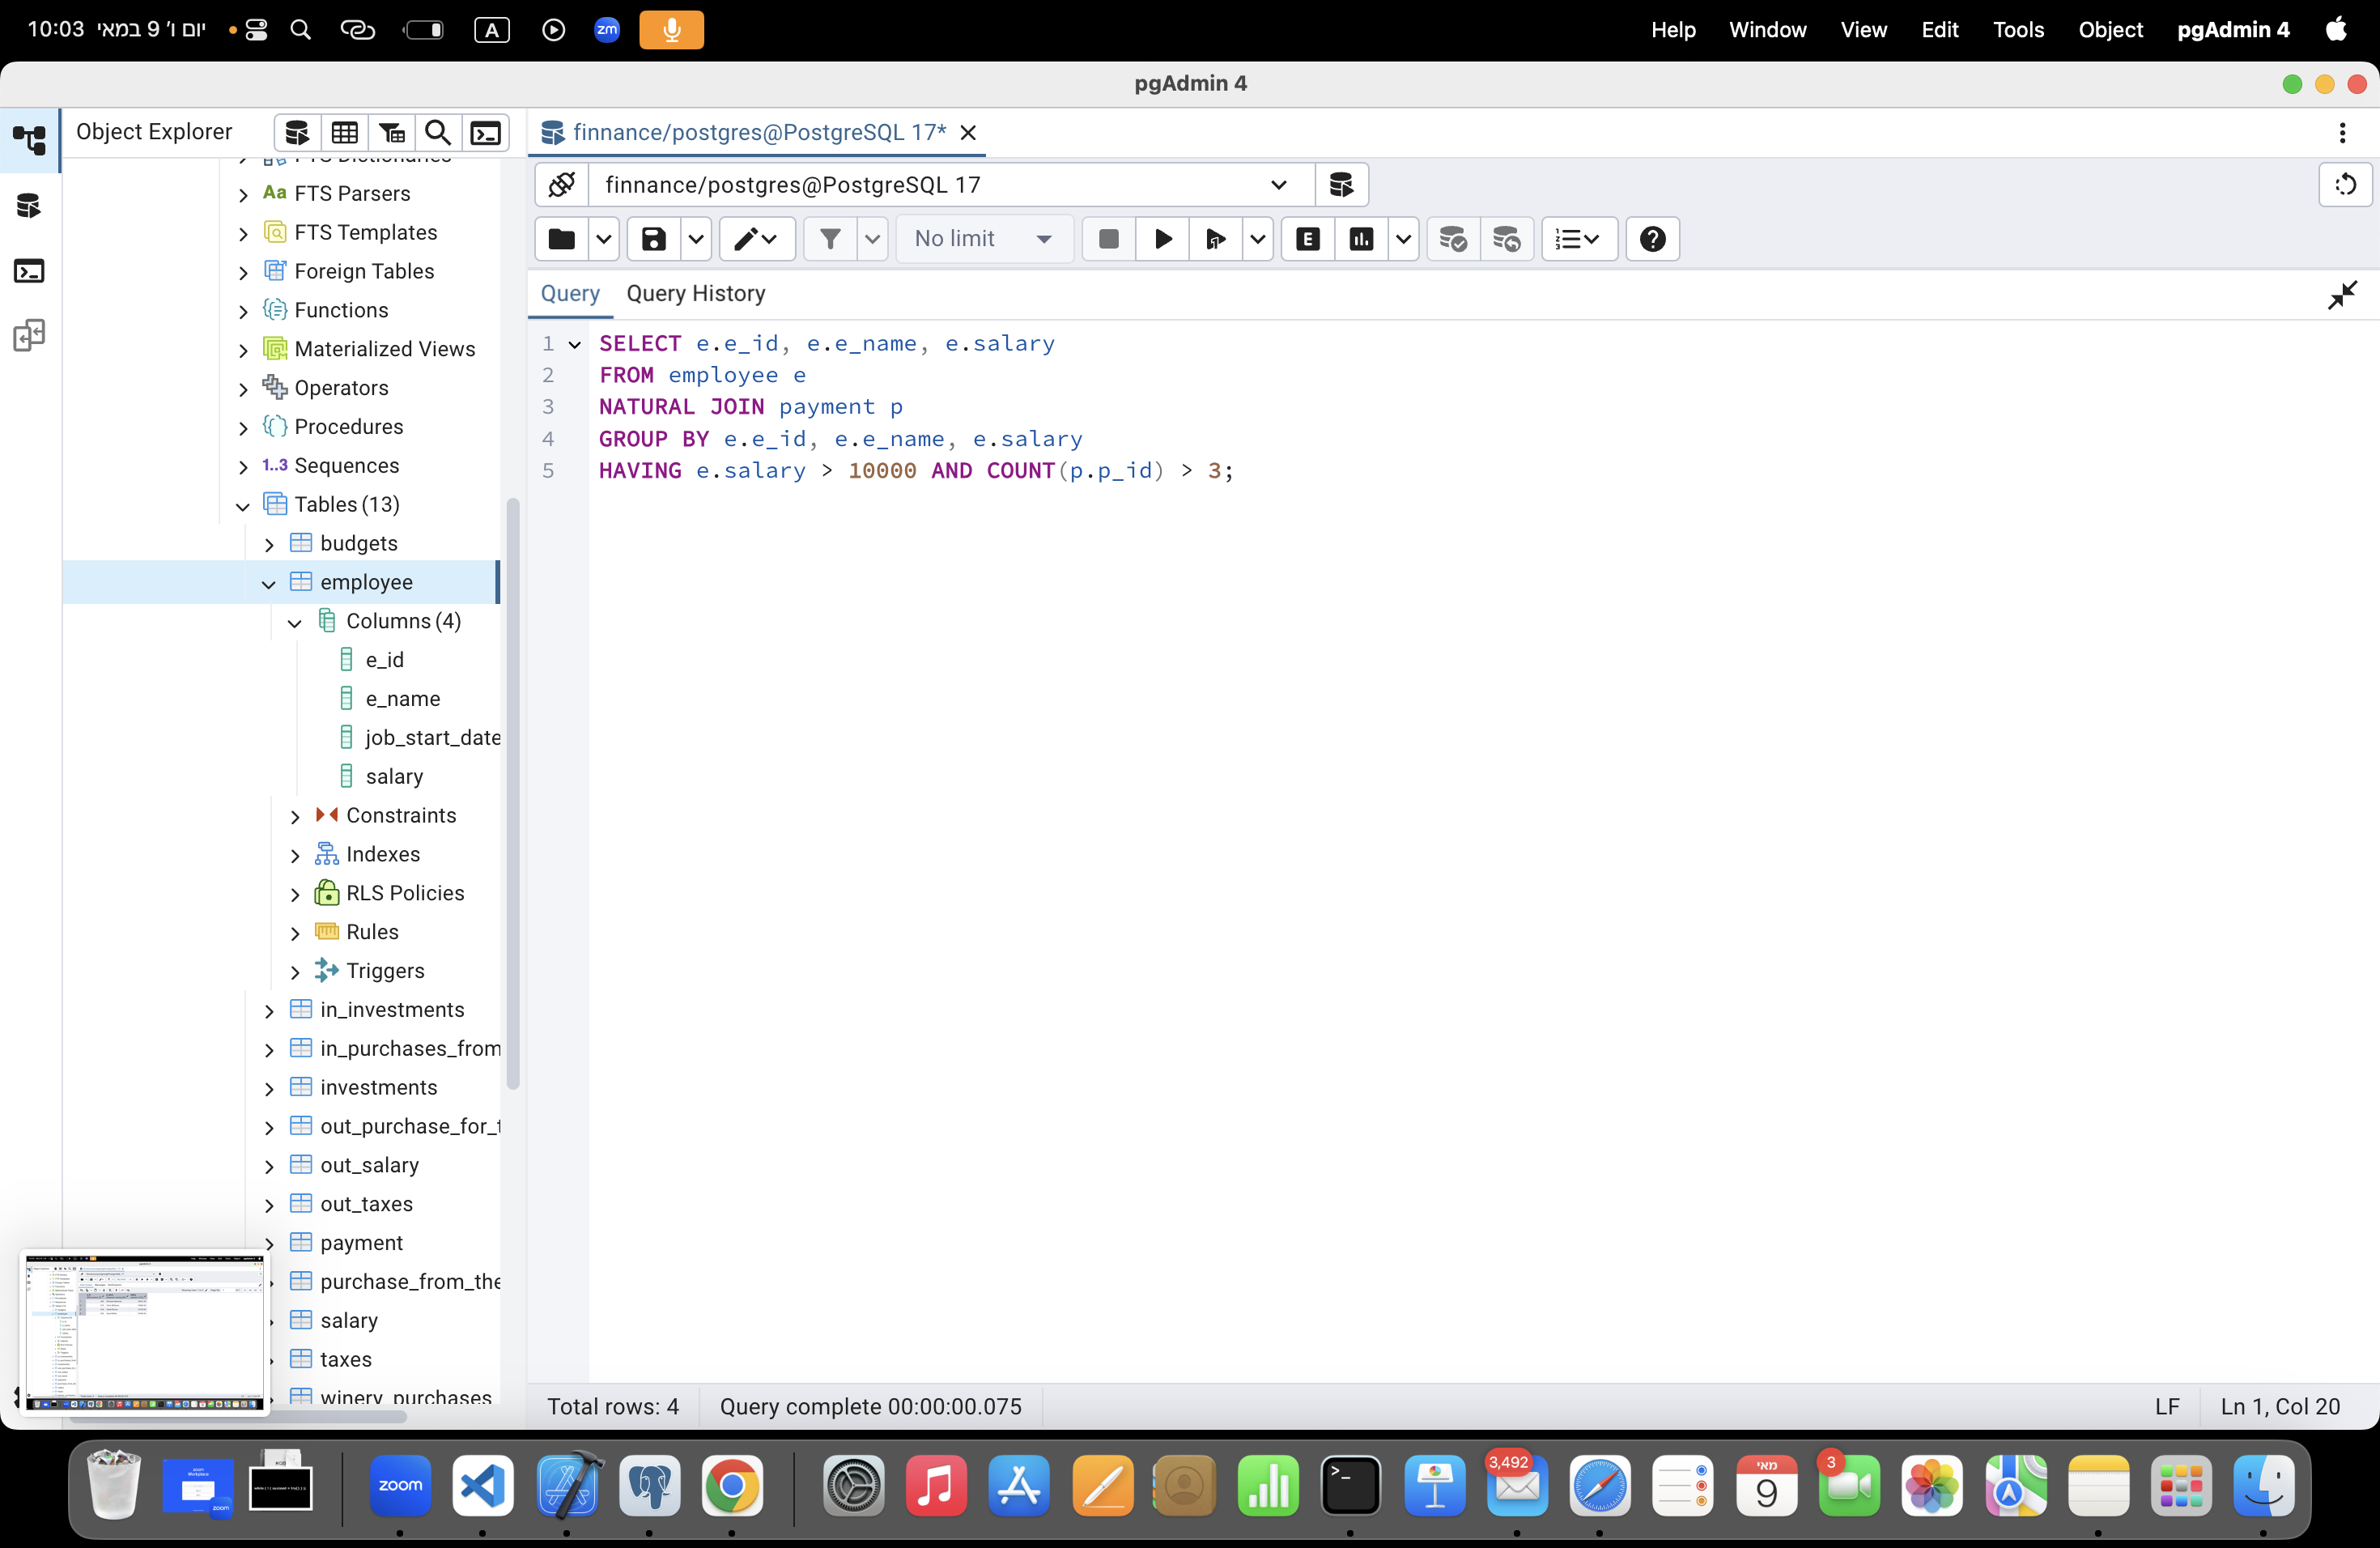 10:03 יום ו' 9 במאי
A
zm
Help Window View Edit Tools Object pgAdmin 4
pgAdmin 4
Object Explorer
finnance/postgres@PostgreSQL 17*
finnance/postgres@PostgreSQL 17
No limit
E
Query Query History
1 SELECT e.e_id, e.e_name, e.salary
2 FROM employee e
3 NATURAL JOIN payment p
4 GROUP BY e.e_id, e.e_name, e.salary
5 HAVING e.salary > 10000 AND COUNT(p.p_id) > 3;
FTS Dictionaries
Aa FTS Parsers
FTS Templates
Foreign Tables
Functions
Materialized Views
Operators
Procedures
1..3 Sequences
Tables (13)
budgets
employee
Columns (4)
e_id
e_name
job_start_date
salary
Constraints
Indexes
RLS Policies
Rules
Triggers
in_investments
in_purchases_from
investments
out_purchase_for_t
out_salary
out_taxes
payment
purchase_from_the
salary
taxes
winery_purchases
Total rows: 4 Query complete 00:00:00.075
LF Ln 1, Col 20
zoom
3,492
מאי
9
3